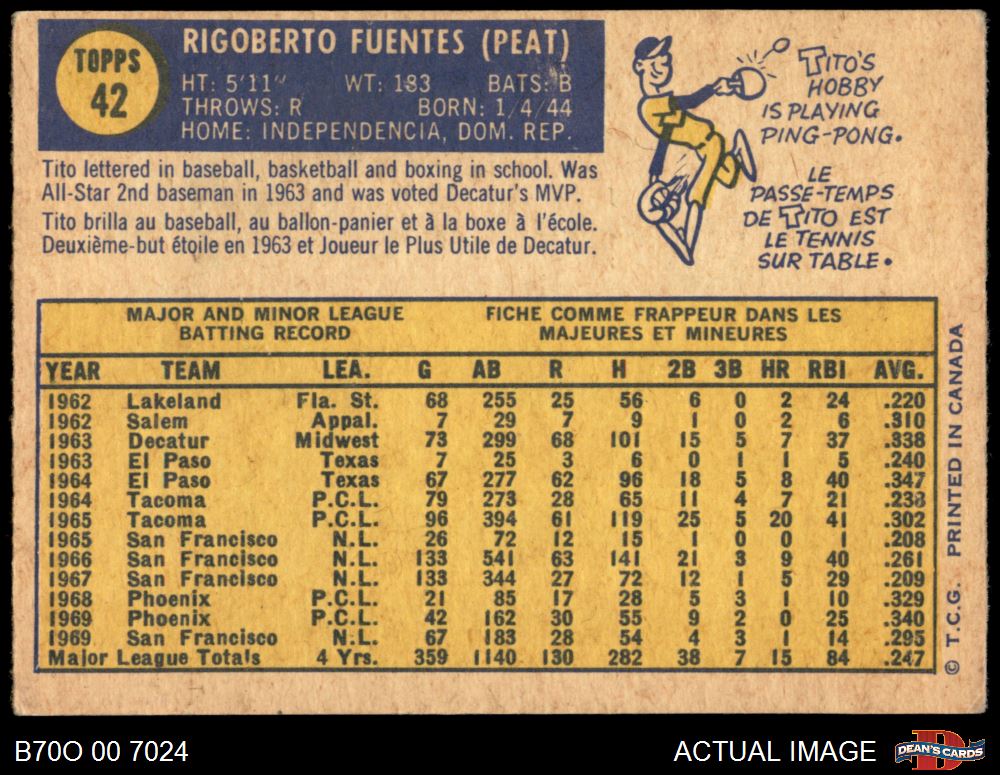 TOPPS
42
RIGOBERTO FUENTES (PEAT)
HT: 5'11" WT: 183 BATS: B
THROWS: R BORN: 1/4/44
HOME: INDEPENDENCIA, DOM. REP.
Tito lettered in baseball, basketball and boxing in school. Was
All-Star 2nd baseman in 1963 and was voted Decatur's MVP.
Tito brilla au baseball, au ballon-panier et à la boxe à l'école.
Deuxième-but étoile en 1963 et Joueur le Plus Utile de Decatur.
TITO'S
HOBBY
IS PLAYING
PING-PONG.
LE
PASSE-TEMPS
DE TITO EST
LE TENNIS
SUR TABLE.
MAJOR AND MINOR LEAGUE
BATTING RECORD
FICHE COMME FRAPPEUR DANS LES
MAJEURES ET MINEURES
YEAR TEAM LEA. G AB R H 2B 3B HR RBI AVG.
1962 Lakeland Fla. St. 68 255 25 56 6 0 2 24 .220
1962 Salem Appal. 7 29 7 9 1 0 2 6 .310
1963 Decatur Midwest 73 299 68 101 15 5 7 37 .338
1963 El Paso Texas 7 25 3 6 0 1 1 5 .240
1964 El Paso Texas 67 277 62 96 18 5 8 40 .347
1964 Tacoma P.C.L. 79 273 28 65 11 4 7 21 .238
1965 Tacoma P.C.L. 96 394 61 119 25 5 20 41 .302
1965 San Francisco N.L. 26 72 12 15 1 0 0 1 .208
1966 San Francisco N.L. 133 541 63 141 21 3 9 40 .261
1967 San Francisco N.L. 133 344 27 72 12 1 5 29 .209
1968 Phoenix P.C.L. 21 85 17 28 5 3 1 10 .329
1969 Phoenix P.C.L. 42 162 30 55 9 2 0 25 .340
1969 San Francisco N.L. 67 183 28 54 4 3 1 14 .295
Major League Totals 4 Yrs. 359 1140 130 282 38 7 15 84 .247
© T.C.G. PRINTED IN CANADA
B70O 00 7024
ACTUAL IMAGE
DEAN'S CARDS